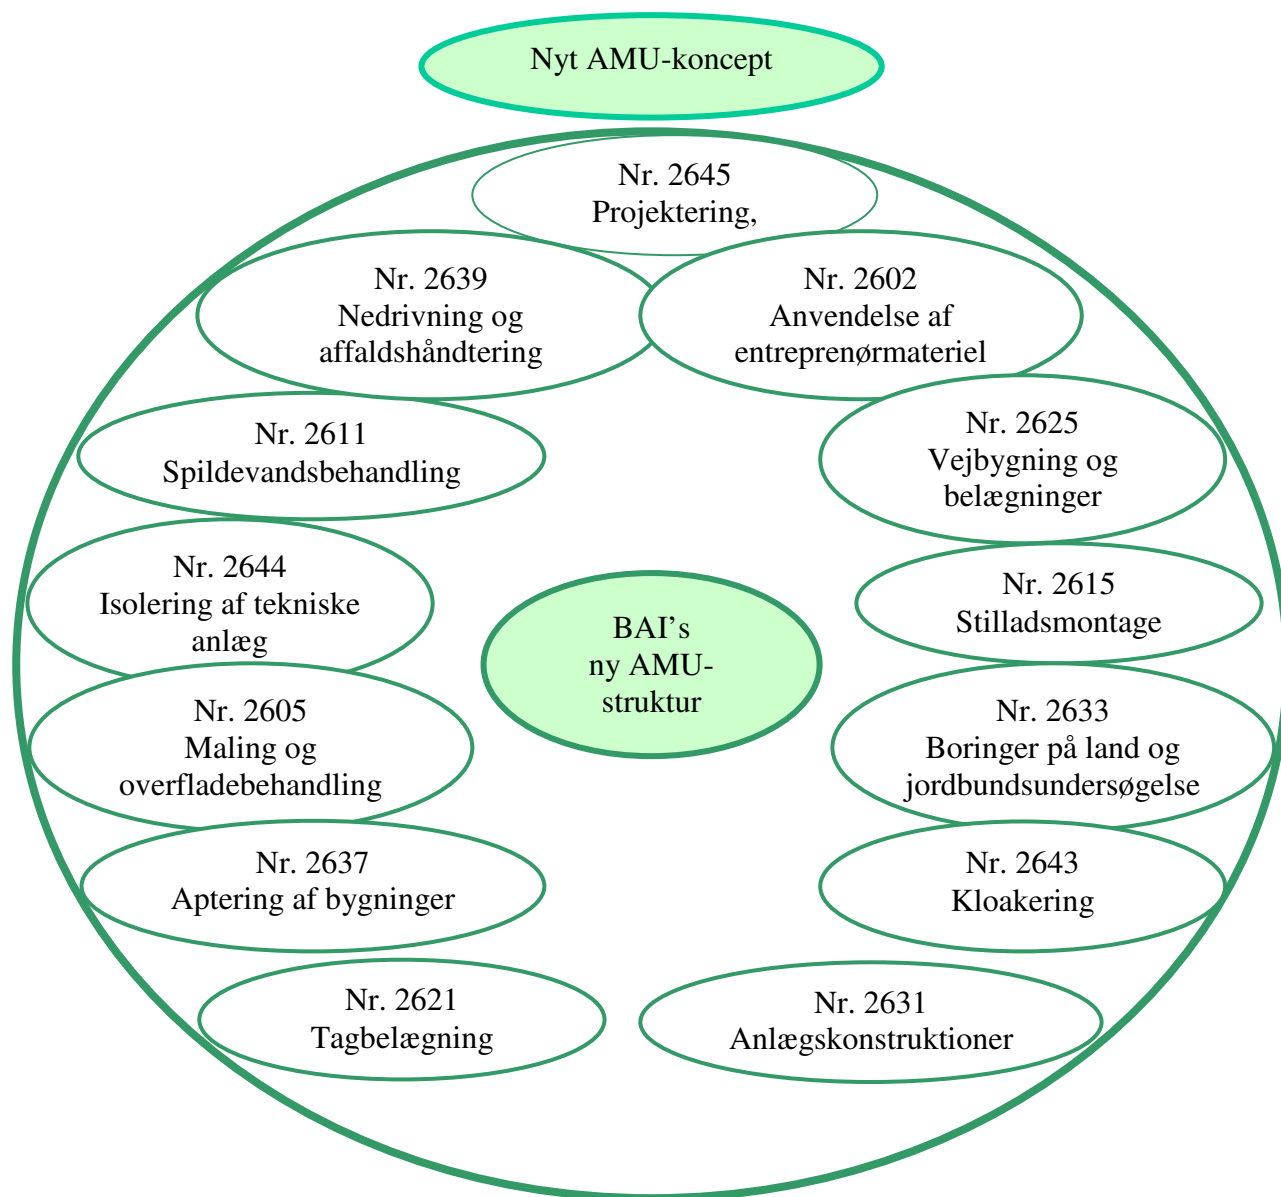 Nyt AMU-koncept
Nr. 2645
Projektering,
Nr. 2639
Nedrivning og
affaldshåndtering
Nr. 2602
Anvendelse af
entreprenørmateriel
Nr. 2611
Spildevandsbehandling
Nr. 2625
Vejbygning og
belægninger
Nr. 2644
Isolering af tekniske
anlæg
BAI's
ny AMU-
struktur
Nr. 2615
Stilladsmontage
Nr. 2605
Maling og
overfladebehandling
Nr. 2633
Boringer på land og
jordbundsundersøgelse
Nr. 2637
Aptering af bygninger
Nr. 2643
Kloakering
Nr. 2621
Tagbelægning
Nr. 2631
Anlægskonstruktioner